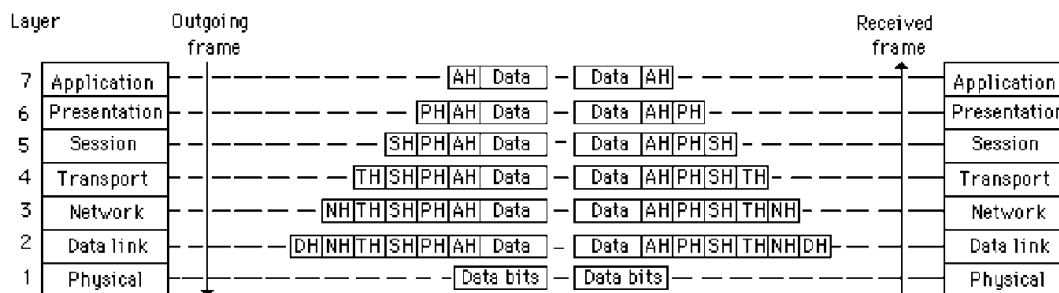 Layer Outgoing frame Received frame
7 Application AH Data Data AH Application
6 Presentation PH AH Data Data AH PH Presentation
5 Session SH PH AH Data Data AH PH SH Session
4 Transport TH SH PH AH Data Data AH PH SH TH Transport
3 Network NH TH SH PH AH Data Data AH PH SH TH NH Network
2 Data link DH NH TH SH PH AH Data Data AH PH SH TH NH DH Data link
1 Physical Data bits Data bits Physical